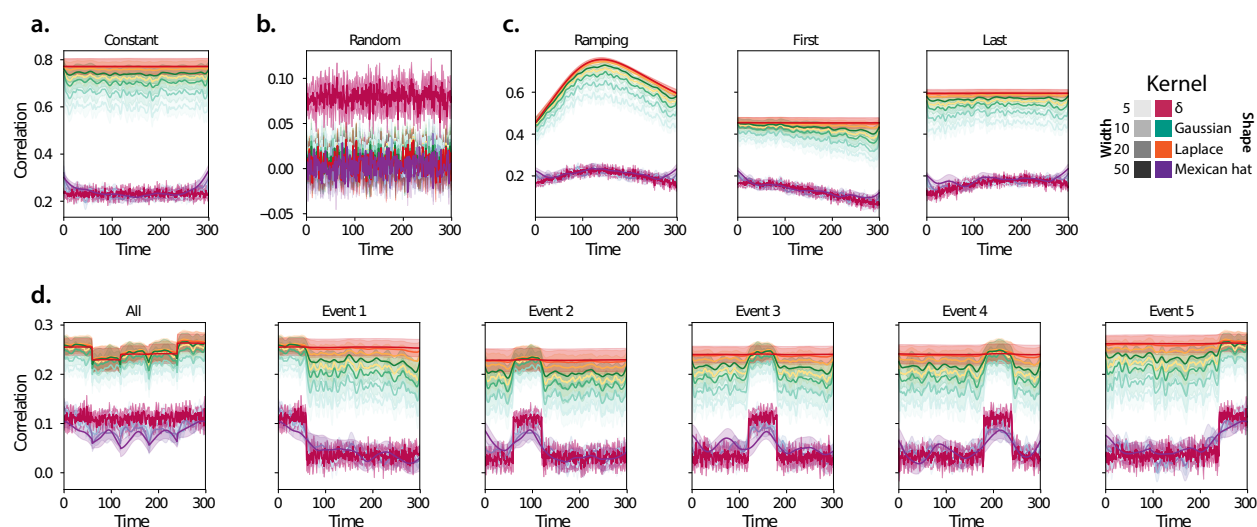 a.
Constant
Correlation
0.8
0.6
0.4
0.2
0 100 200 300
Time
b.
Random
0.10
0.05
0.00
−0.05
0 100 200 300
Time
c.
Ramping
0.6
0.4
0.2
0 100 200 300
Time
First
0 100 200 300
Time
Last
0 100 200 300
Time
Kernel
Width
5
10
20
50
δ
Gaussian
Laplace
Mexican hat
Shape
d.
All
Correlation
0.3
0.2
0.1
0.0
0 100 200 300
Time
Event 1
0 100 200 300
Time
Event 2
0 100 200 300
Time
Event 3
0 100 200 300
Time
Event 4
0 100 200 300
Time
Event 5
0 100 200 300
Time